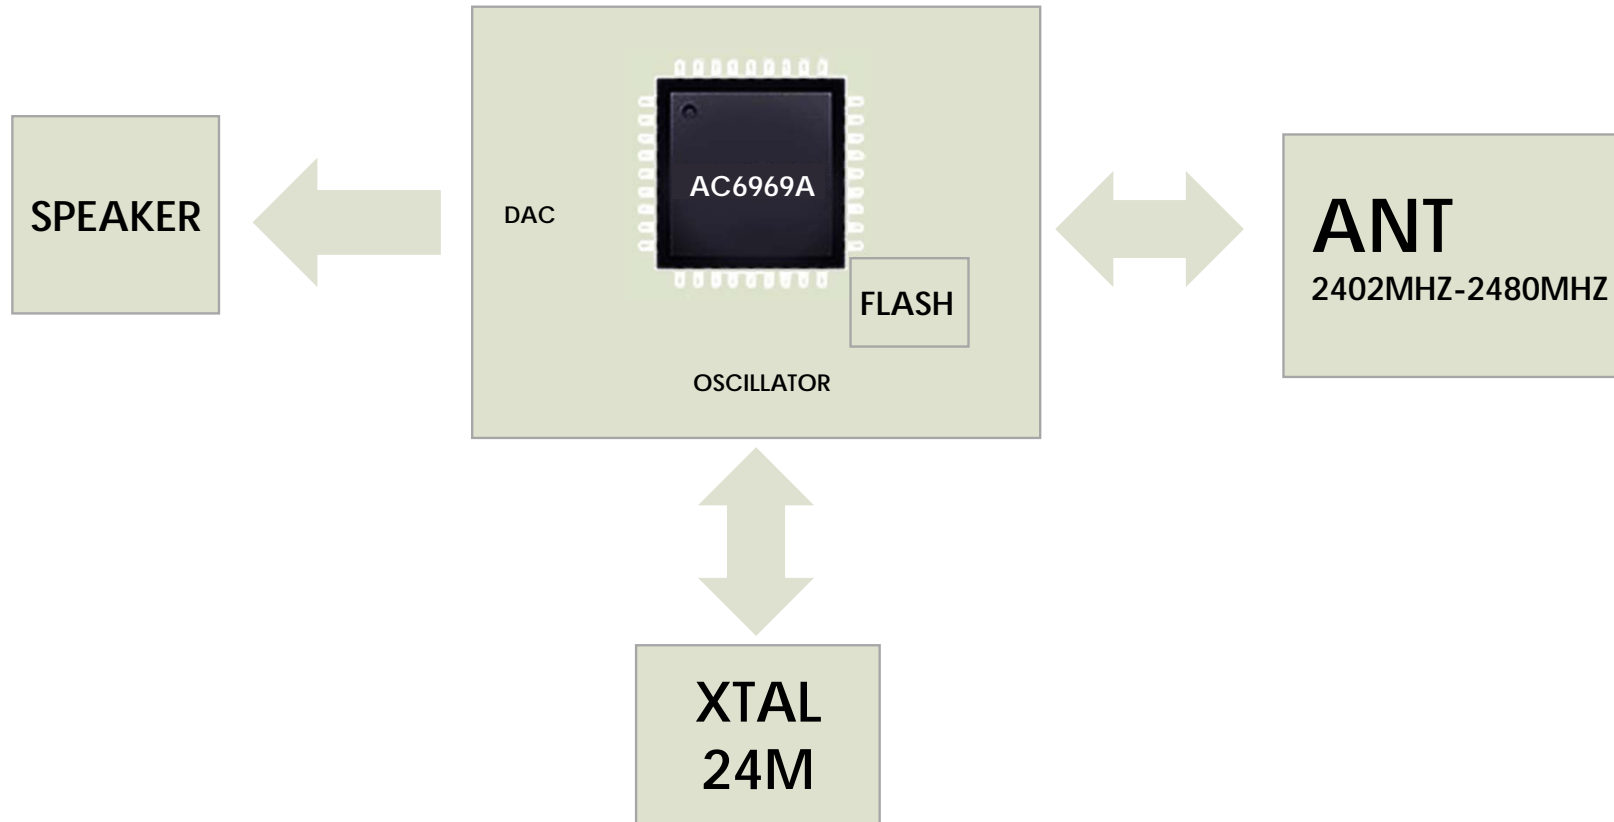 AC6969A
SPEAKER
DAC
ANT
2402MHZ-2480MHZ
FLASH
OSCILLATOR
XTAL
24M